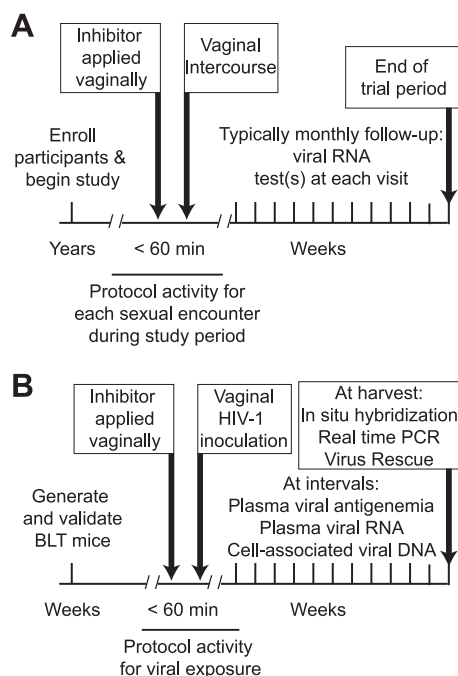 A
Inhibitor
applied
vaginally
Vaginal
Intercourse
End of
trial period
Enroll
participants &
begin study
Typically monthly follow-up:
viral RNA
test(s) at each visit
Years
< 60 min
Weeks
Protocol activity for
each sexual encounter
during study period
B
Inhibitor
applied
vaginally
Vaginal
HIV-1
inoculation
At harvest:
In situ hybridization
Real time PCR
Virus Rescue
Generate
and validate
BLT mice
At intervals:
Plasma viral antigenemia
Plasma viral RNA
Cell-associated viral DNA
Weeks
< 60 min
Weeks
Protocol activity
for viral exposure